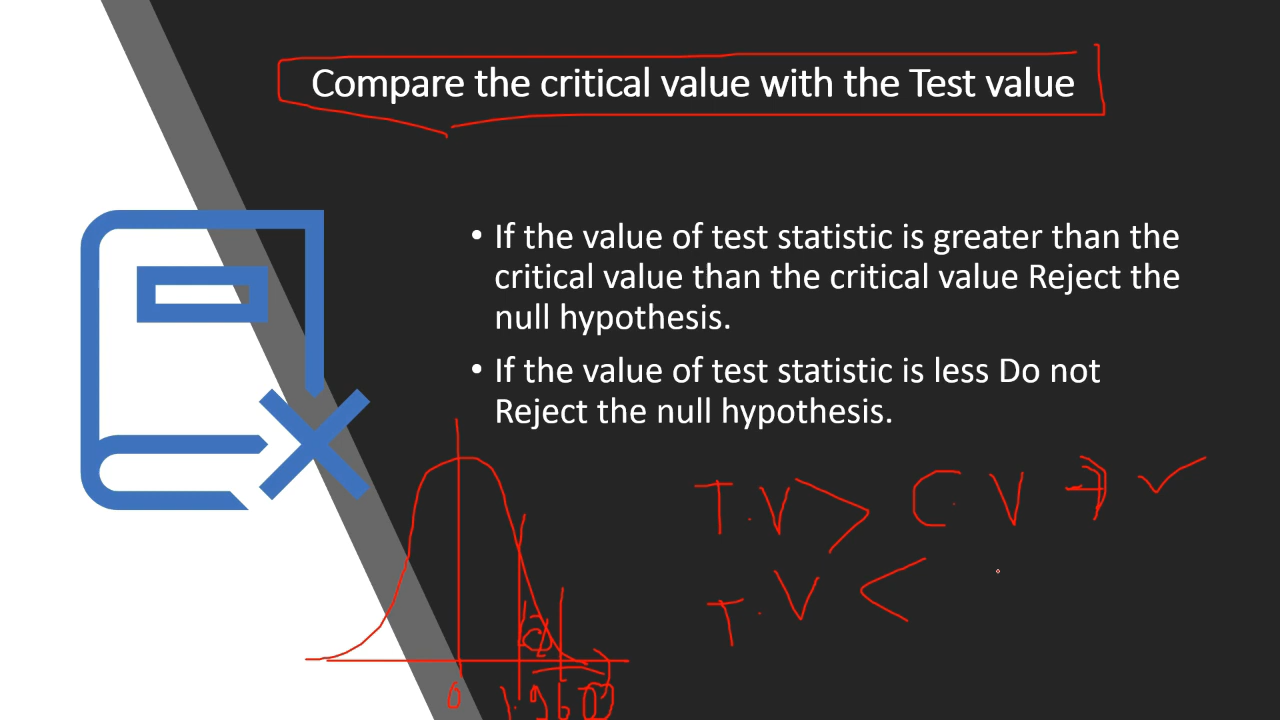 Compare the critical value with the Test value
• If the value of test statistic is greater than the
critical value than the critical value Reject the
null hypothesis.
• If the value of test statistic is less Do not
Reject the null hypothesis.
T.V > C.V ⇒ ✓
T.V <
0 1.96